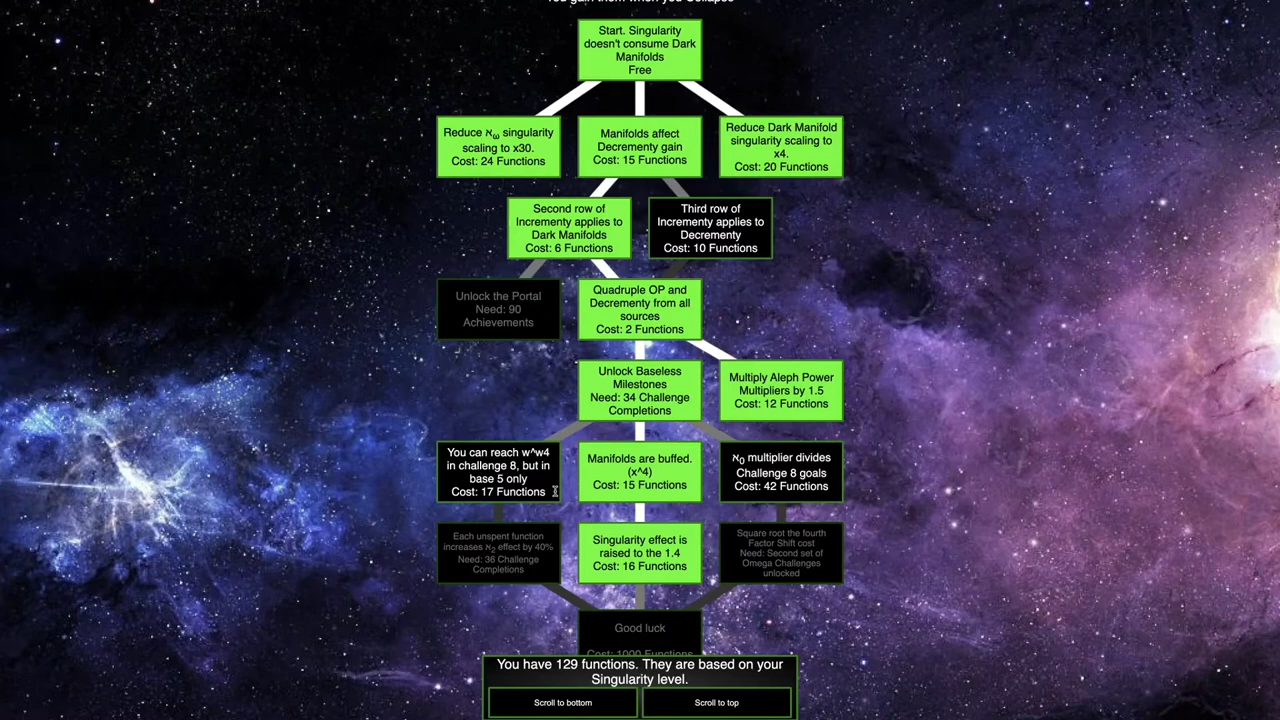 You gain them when you Collapse
Start. Singularity
doesn't consume Dark
Manifolds
Free
Reduce ℵω singularity
scaling to x30.
Cost: 24 Functions
Manifolds affect
Decrementy gain
Cost: 15 Functions
Reduce Dark Manifold
singularity scaling to
x4.
Cost: 20 Functions
Second row of
Incrementy applies to
Dark Manifolds
Cost: 6 Functions
Third row of
Incrementy applies to
Decrementy
Cost: 10 Functions
Unlock the Portal
Need: 90
Achievements
Quadruple OP and
Decrementy from all
sources
Cost: 2 Functions
Unlock Baseless
Milestones
Need: 34 Challenge
Completions
Multiply Aleph Power
Multipliers by 1.5
Cost: 12 Functions
You can reach w^w4
in challenge 8, but in
base 5 only
Cost: 17 Functions
Manifolds are buffed.
(x^4)
Cost: 15 Functions
ℵ0 multiplier divides
Challenge 8 goals
Cost: 42 Functions
Each unspent function
increases ℵ2 effect by 40%
Need: 36 Challenge
Completions
Singularity effect is
raised to the 1.4
Cost: 16 Functions
Square root the fourth
Factor Shift cost
Need: Second set of
Omega Challenges
unlocked
Good luck
Cost: 1000 Functions
You have 129 functions. They are based on your
Singularity level.
Scroll to bottom
Scroll to top